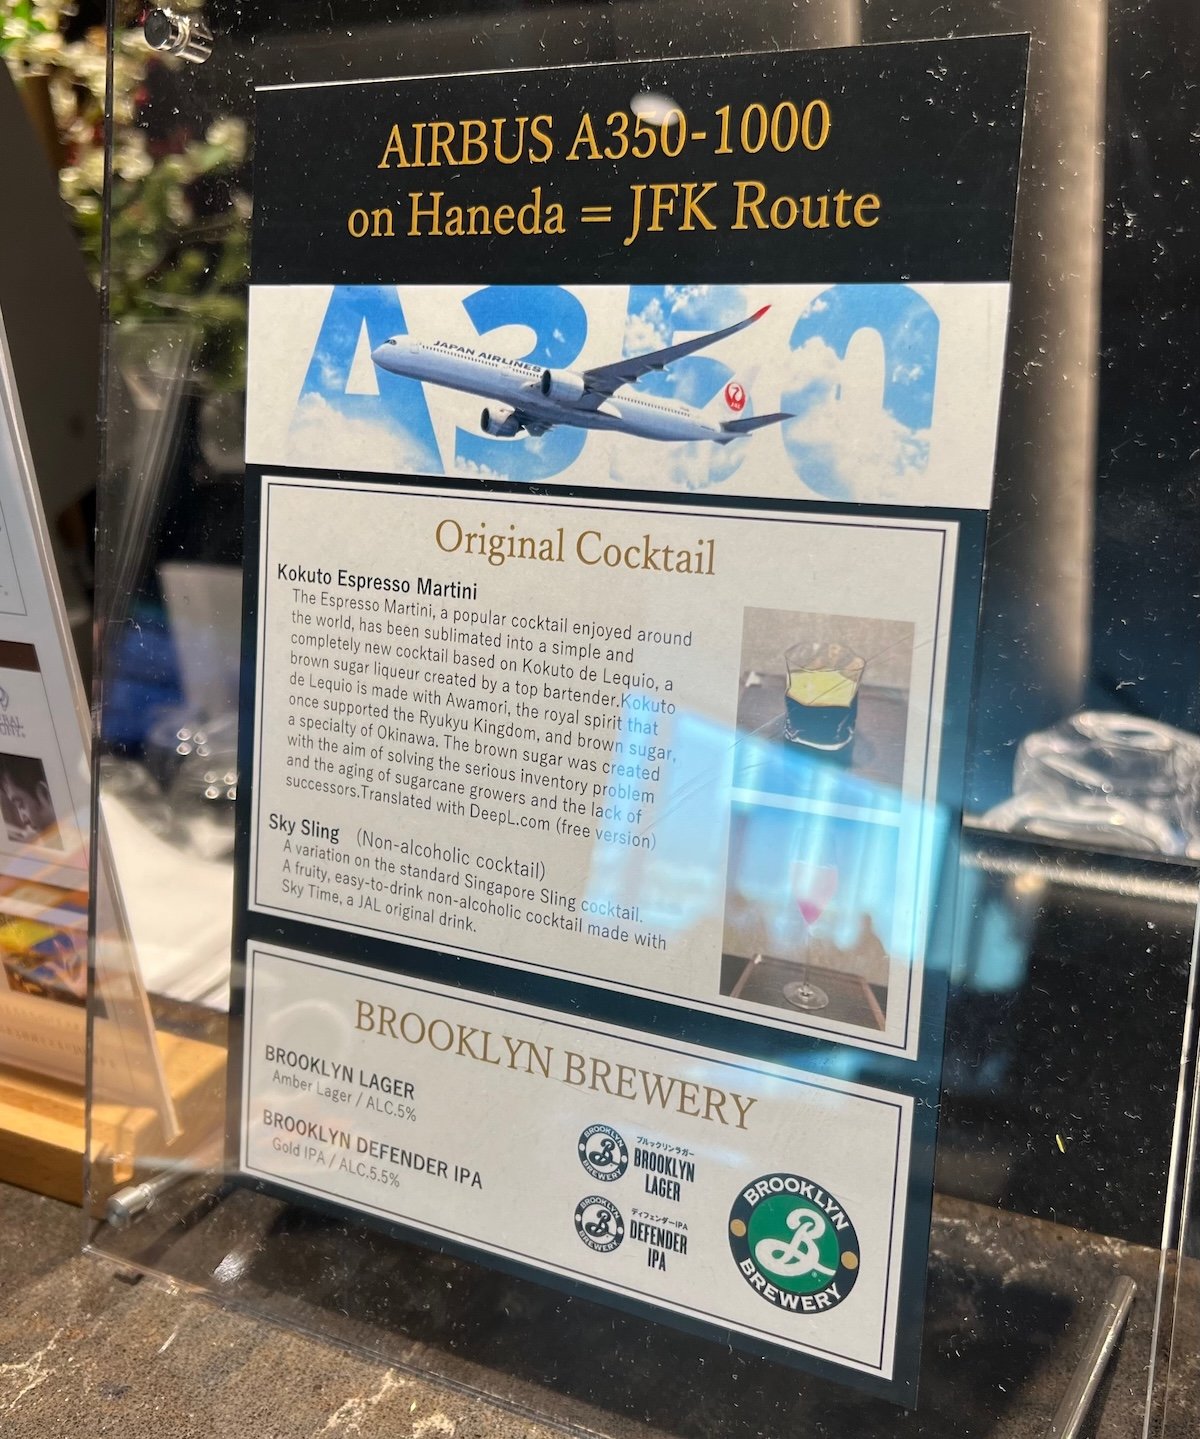 AIRBUS A350-1000
on Haneda = JFK Route
A350
JAPAN AIRLINES
JAL
Original Cocktail
Kokuto Espresso Martini
The Espresso Martini, a popular cocktail enjoyed around
the world, has been sublimated into a simple and
completely new cocktail based on Kokuto de Lequio, a
brown sugar liqueur created by a top bartender.Kokuto
de Lequio is made with Awamori, the royal spirit that
once supported the Ryukyu Kingdom, and brown sugar,
a specialty of Okinawa. The brown sugar was created
with the aim of solving the serious inventory problem
and the aging of sugarcane growers and the lack of
successors.Translated with DeepL.com (free version)
Sky Sling (Non-alcoholic cocktail)
A variation on the standard Singapore Sling cocktail.
A fruity, easy-to-drink non-alcoholic cocktail made with
Sky Time, a JAL original drink.
BROOKLYN BREWERY
BROOKLYN LAGER
Amber Lager / ALC.5%
BROOKLYN DEFENDER IPA
Gold IPA / ALC.5.5%
BROOKLYN
B
BREWERY
ブルックリンラガー
BROOKLYN
LAGER
BROOKLYN
B
BREWERY
ディフェンダーIPA
DEFENDER
IPA
BROOKLYN
B
BREWERY